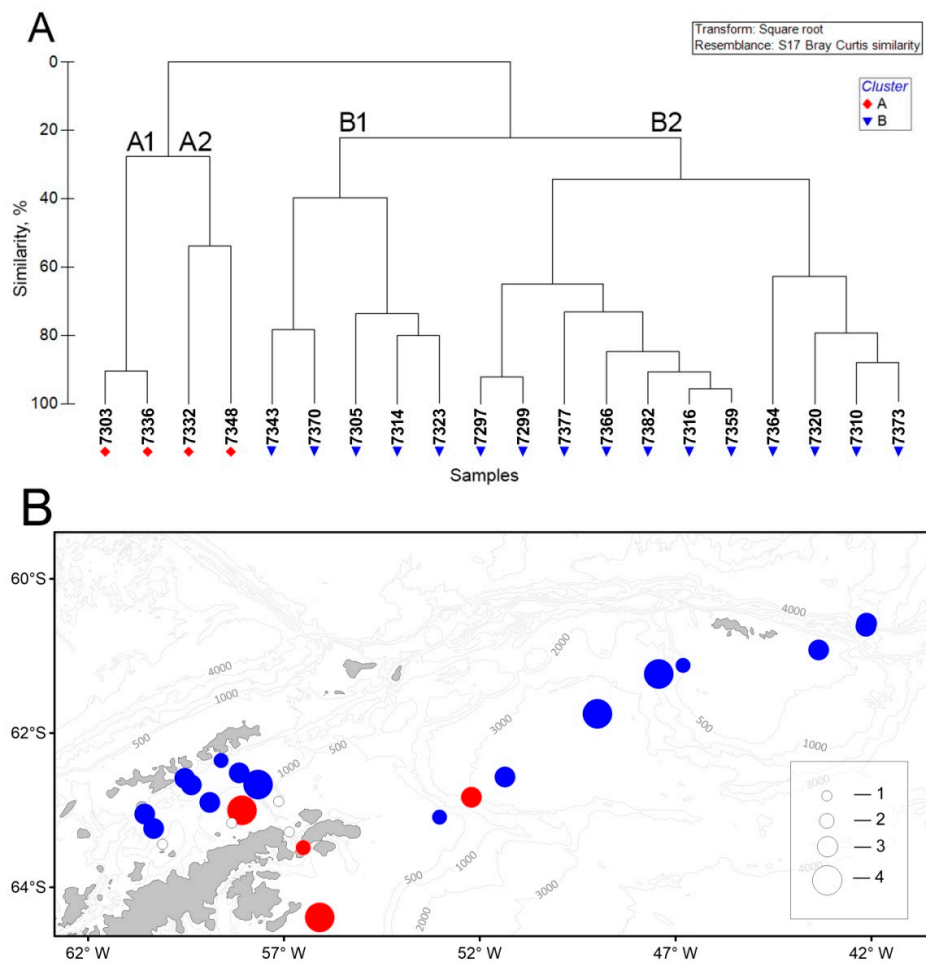 A
Transform: Square root
Resemblance: S17 Bray Curtis similarity
Cluster
A
B
0
20
40
60
80
100
Similarity, %
A1 A2 B1 B2
7303 7336 7332 7348 7343 7370 7305 7314 7323 7297 7299 7377 7366 7382 7316 7359 7364 7320 7310 7373
Samples
B
60°S
62°S
64°S
4000
2000
4000
1000
500
3000
500
1000
500
1000
3000
4000
500
1000
2000
3000
— 1
— 2
— 3
— 4
62° W 57° W 52° W 47° W 42° W